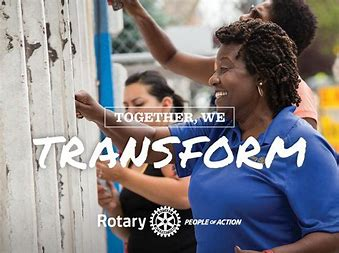 TOGETHER, WE
TRANSFORM
Rotary
PEOPLE OF ACTION